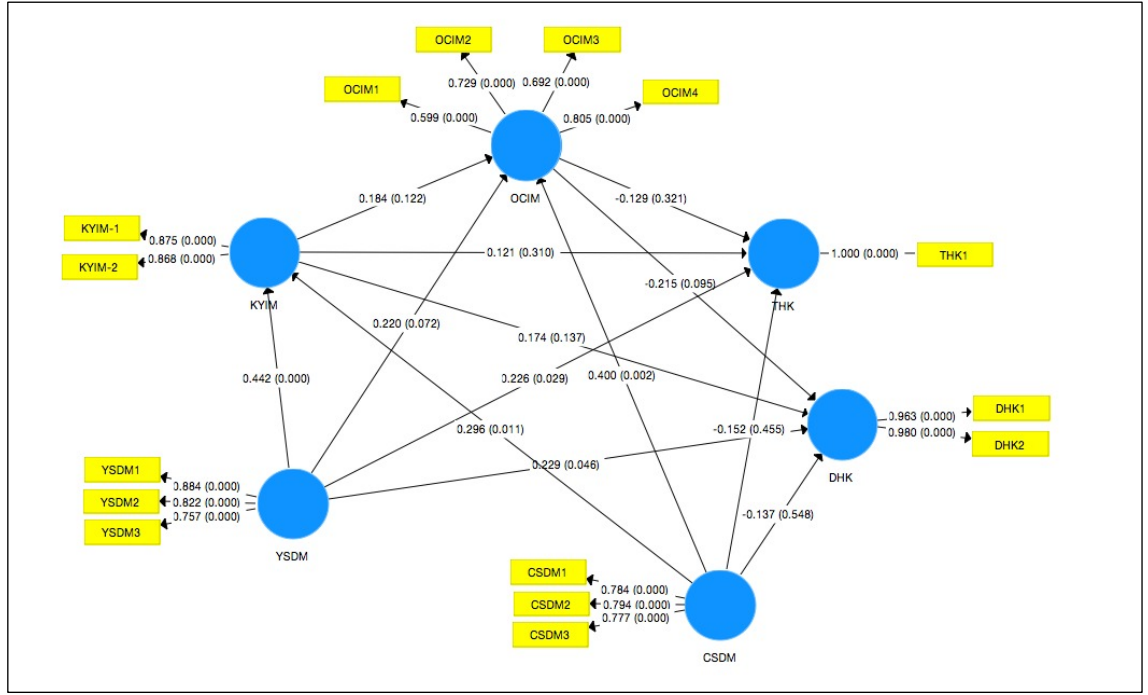 OCIM2
OCIM3
OCIM1
OCIM4
0.729 (0.000)
0.692 (0.000)
0.599 (0.000)
0.805 (0.000)
OCIM
0.184 (0.122)
-0.129 (0.321)
KYIM-1
0.875 (0.000)
KYIM-2
0.868 (0.000)
KYIM
0.121 (0.310)
1.000 (0.000)
THK1
THK
-0.215 (0.095)
0.220 (0.072)
0.174 (0.137)
0.442 (0.000)
0.226 (0.029)
0.400 (0.002)
0.296 (0.011)
-0.152 (0.455)
0.963 (0.000)
DHK1
0.980 (0.000)
DHK2
DHK
0.229 (0.046)
YSDM1
0.884 (0.000)
YSDM2
0.822 (0.000)
YSDM3
0.757 (0.000)
YSDM
-0.137 (0.548)
CSDM1
0.784 (0.000)
CSDM2
0.794 (0.000)
CSDM3
0.777 (0.000)
CSDM